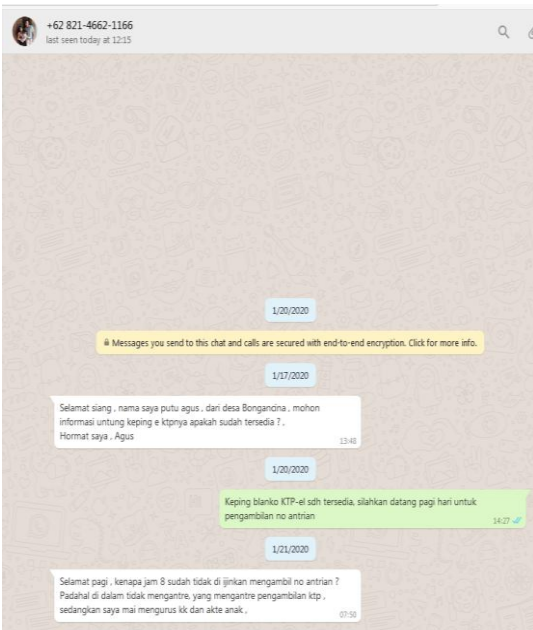 +62 821-4662-1166
last seen today at 12:15
1/20/2020
Messages you send to this chat and calls are secured with end-to-end encryption. Click for more info.
1/17/2020
Selamat siang , nama saya putu agus , dari desa Bongancina , mohon
informasi untung keping e ktpnya apakah sudah tersedia ? ,
Hormat saya , Agus
13:48
1/20/2020
Keping blanko KTP-el sdh tersedia, silahkan datang pagi hari untuk
pengambilan no antrian
14:27
1/21/2020
Selamat pagi , kenapa jam 8 sudah tidak di ijinkan mengambil no antrian ?
Padahal di dalam tidak mengantre, yang mengantre pengambilan ktp ,
sedangkan saya mai mengurus kk dan akte anak ,
07:50